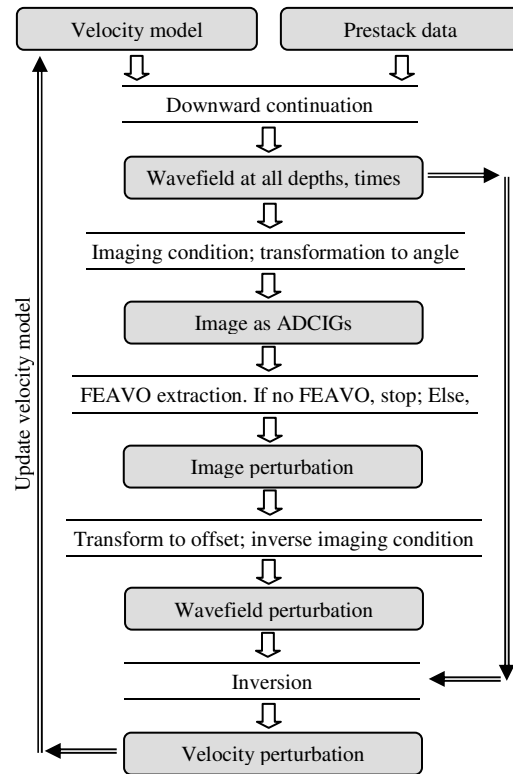 Velocity model
Prestack data
Downward continuation
Wavefield at all depths, times
Imaging condition; transformation to angle
Image as ADCIGs
FEAVO extraction. If no FEAVO, stop; Else,
Image perturbation
Transform to offset; inverse imaging condition
Wavefield perturbation
Inversion
Velocity perturbation
Update velocity model